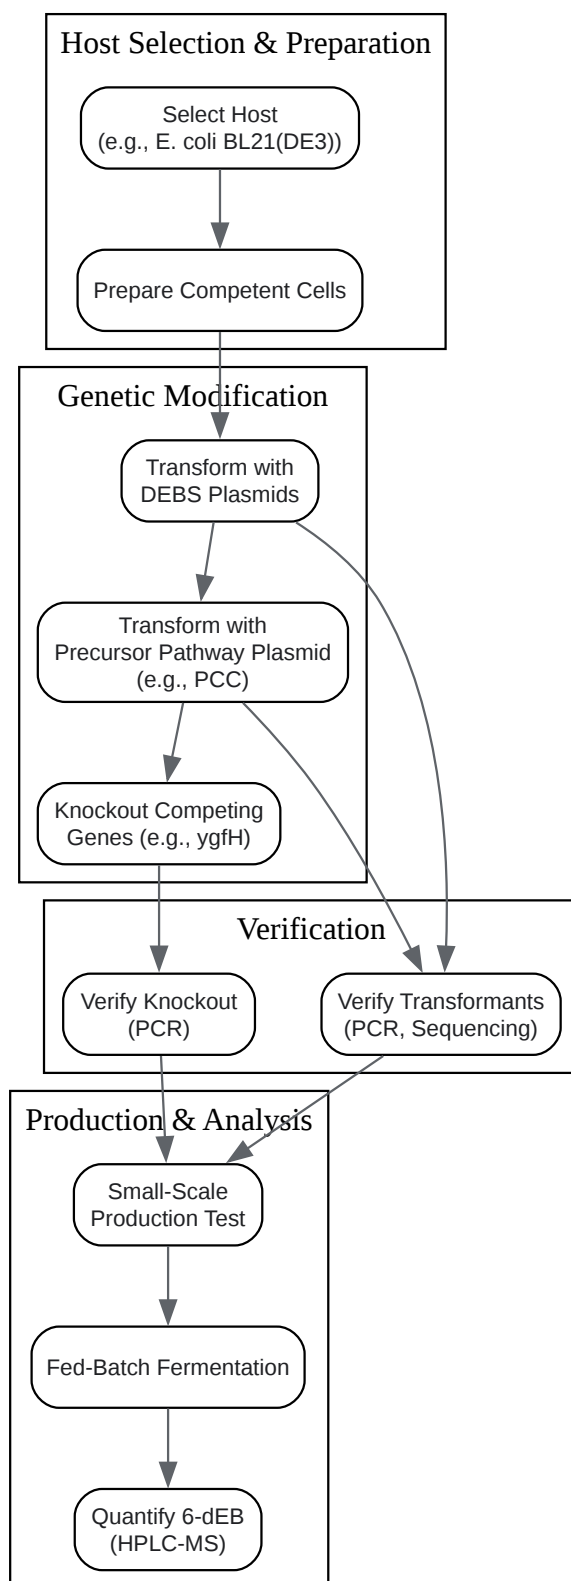 Host Selection & Preparation
Select Host
(e.g., E. coli BL21(DE3))
Prepare Competent Cells
Genetic Modification
Transform with
DEBS Plasmids
Transform with
Precursor Pathway Plasmid
(e.g., PCC)
Knockout Competing
Genes (e.g., ygfH)
Verification
Verify Knockout
(PCR)
Verify Transformants
(PCR, Sequencing)
Production & Analysis
Small-Scale
Production Test
Fed-Batch Fermentation
Quantify 6-dEB
(HPLC-MS)